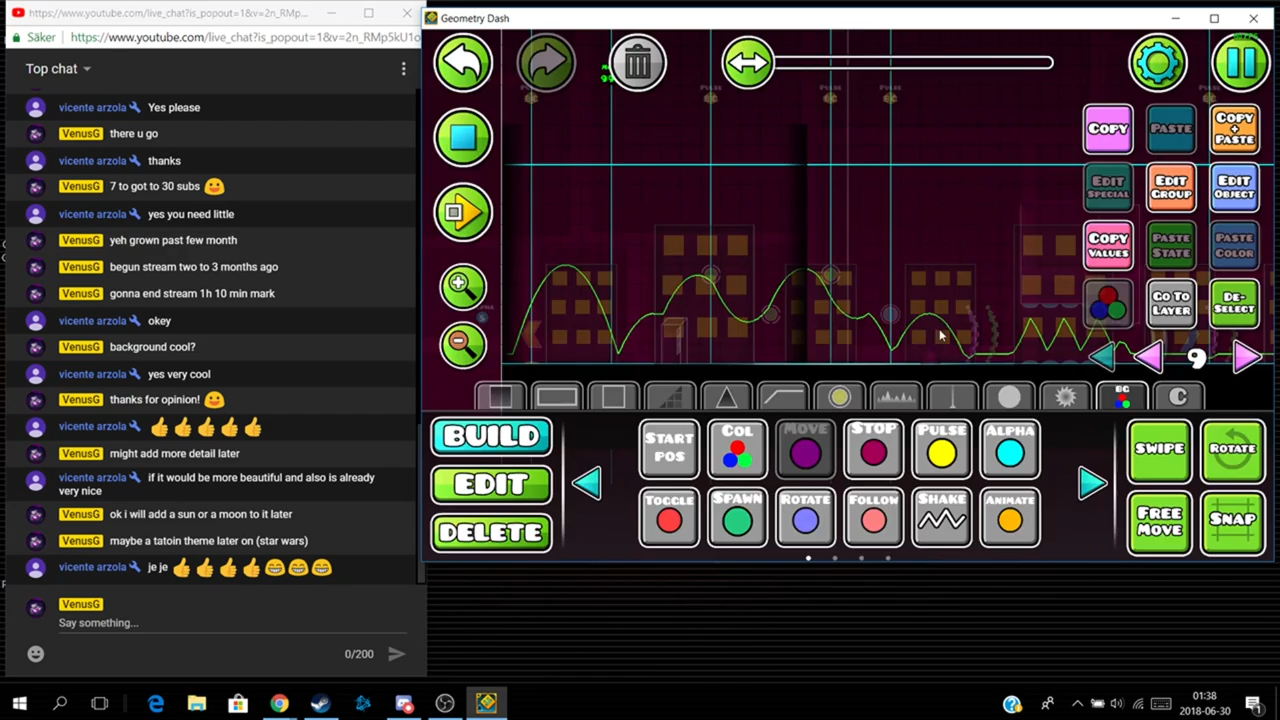 https://www.youtube.com/live_chat?is_popout=1&v=2n_RMp...
Säker
https://www.youtube.com/live_chat?is_popout=1&v=2n_RMp5kU1o
Top chat
vicente arzola Yes please
VenusG there u go
vicente arzola thanks
VenusG 7 to got to 30 subs 😀
vicente arzola yes you need little
VenusG yeh grown past few month
VenusG begun stream two to 3 months ago
VenusG gonna end stream 1h 10 min mark
vicente arzola okey
VenusG background cool?
vicente arzola yes very cool
VenusG thanks for opinion! 😀
vicente arzola 👍👍👍👍👍
VenusG might add more detail later
vicente arzola if it would be more beautiful and also is already
very nice
VenusG ok i will add a sun or a moon to it later
VenusG maybe a tatoin theme later on (star wars)
vicente arzola je je 👍👍👍👍😂😂😂
VenusG
Say something...
0/200
Geometry Dash
COPY
PASTE
COPY
+
PASTE
EDIT
SPECIAL
EDIT
GROUP
EDIT
OBJECT
COPY
VALUES
PASTE
STATE
PASTE
COLOR
GO TO
LAYER
DE-
SELECT
9
BG
C
BUILD
EDIT
DELETE
START
POS
COL
MOVE
STOP
PULSE
ALPHA
TOGGLE
SPAWN
ROTATE
FOLLOW
SHAKE
ANIMATE
SWIPE
ROTATE
FREE
MOVE
SNAP
01:38
2018-06-30
1